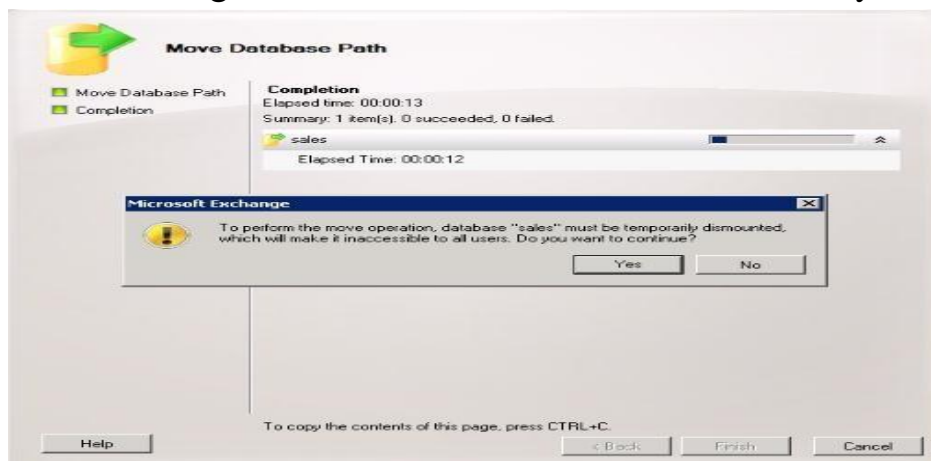 Move Database Path
Move Database Path
Completion
Completion
Elapsed time: 00:00:13
Summary: 1 item(s). 0 succeeded, 0 failed.
sales
Elapsed Time: 00:00:12
Microsoft Exchange
To perform the move operation, database "sales" must be temporarily dismounted,
which will make it inaccessible to all users. Do you want to continue?
Yes
No
To copy the contents of this page, press CTRL+C.
Help
< Back
Finish
Cancel